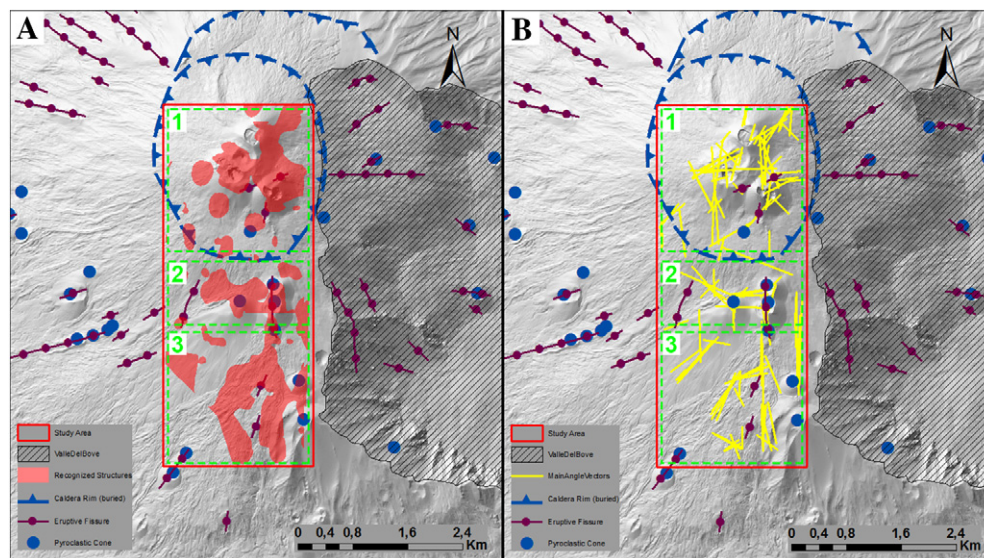 A
N
1
2
3
Study Area
ValleDelBove
Recognized Structures
Caldera Rim (buried)
Eruptive Fissure
Pyroclastic Cone
0 0,4 0,8 1,6 2,4
Km
B
N
1
2
3
Study Area
ValleDelBove
MainAngleVectors
Caldera Rim (buried)
Eruptive Fissure
Pyroclastic Cone
0 0,4 0,8 1,6 2,4
Km